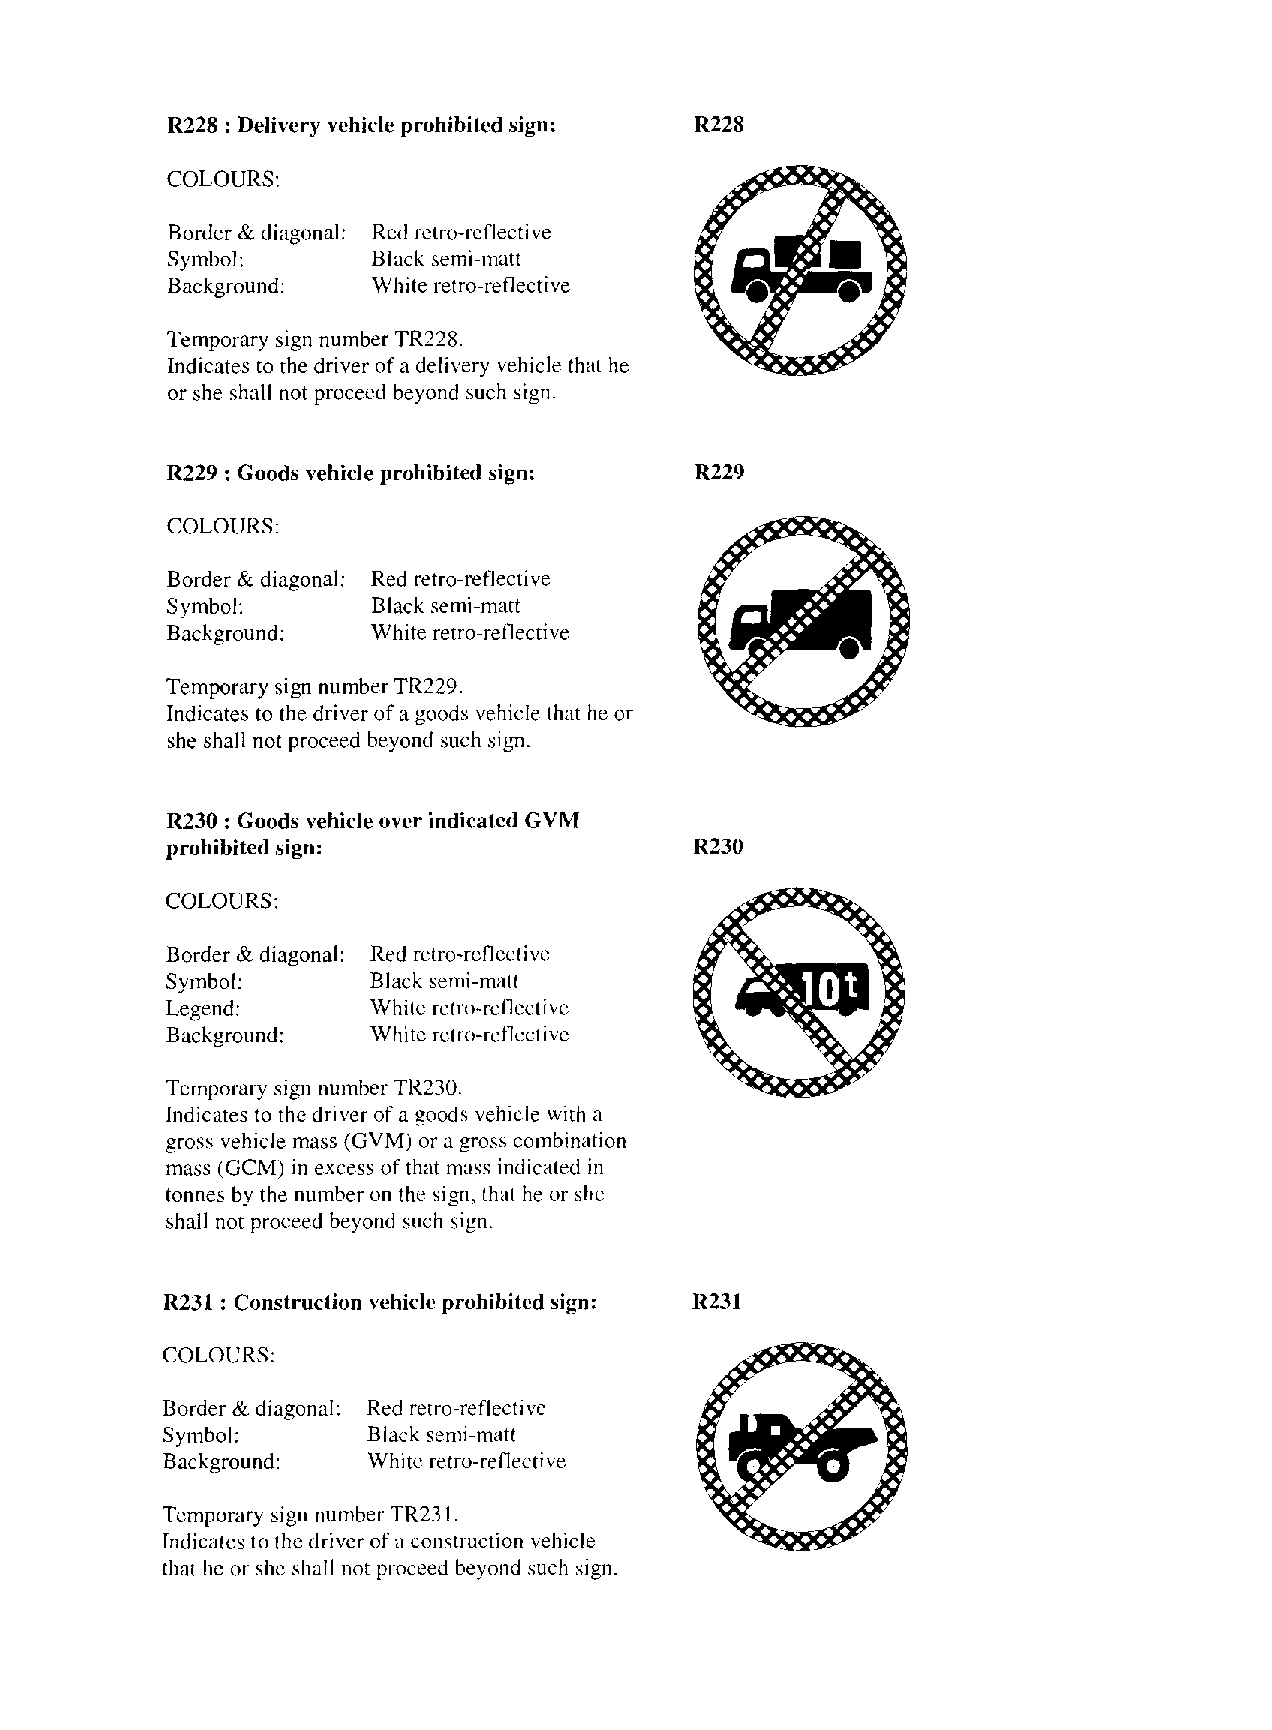 R228 : Delivery vehicle prohibited sign: R228
COLOURS:
Border & diagonal: Red retro-reflective
Symbol: Black semi-matt
Background: White retro-reflective
Temporary sign number TR228.
Indicates to the driver of a delivery vehicle that he
or she shall not proceed beyond such sign.
R229 : Goods vehicle prohibited sign: R229
COLOURS:
Border & diagonal: Red retro-reflective
Symbol: Black semi-matt
Background: White retro-reflective
Temporary sign number TR229.
Indicates to the driver of a goods vehicle that he or
she shall not proceed beyond such sign.
R230 : Goods vehicle over indicated GVM
prohibited sign: R230
COLOURS:
Border & diagonal: Red retro-reflective
Symbol: Black semi-matt
Legend: White retro-reflective
Background: White retro-reflective
10t
Temporary sign number TR230.
Indicates to the driver of a goods vehicle with a
gross vehicle mass (GVM) or a gross combination
mass (GCM) in excess of that mass indicated in
tonnes by the number on the sign, that he or she
shall not proceed beyond such sign.
R231 : Construction vehicle prohibited sign: R231
COLOURS:
Border & diagonal: Red retro-reflective
Symbol: Black semi-matt
Background: White retro-reflective
Temporary sign number TR231.
Indicates to the driver of a construction vehicle
that he or she shall not proceed beyond such sign.